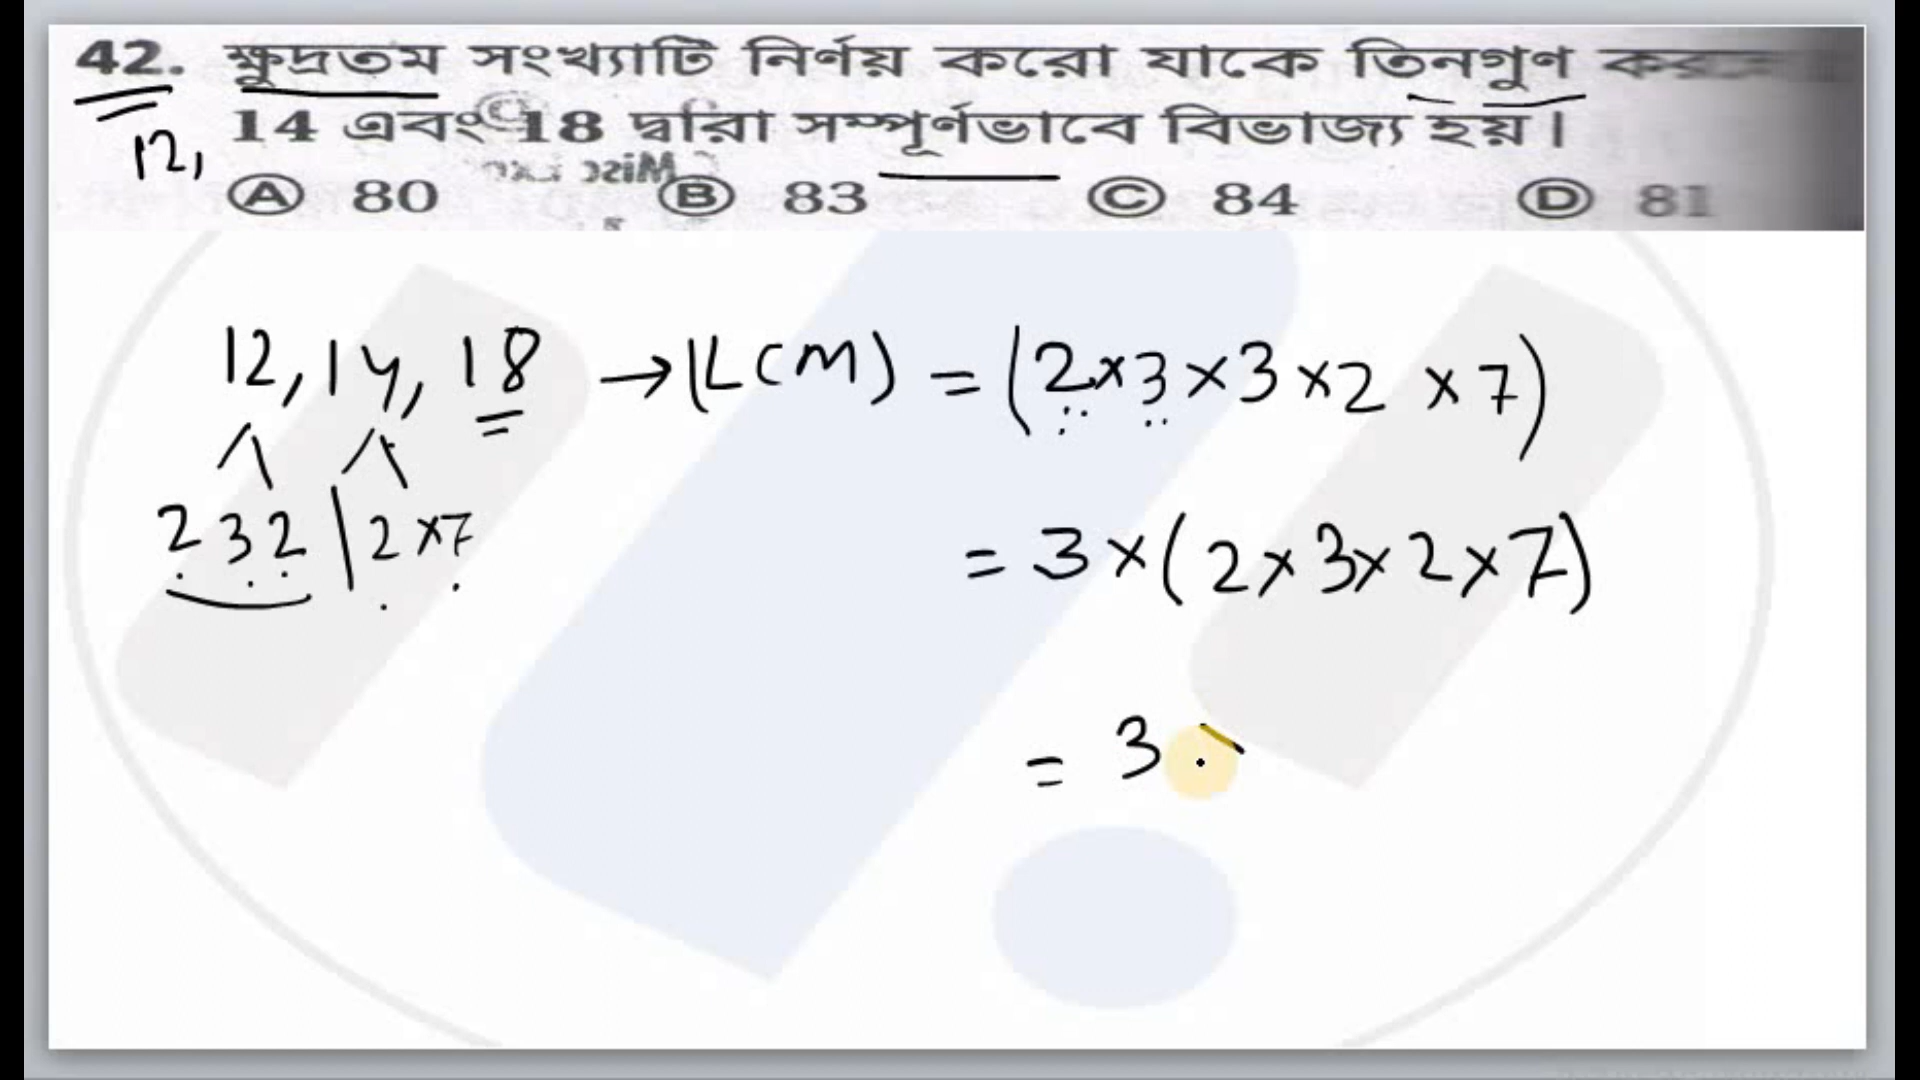 42. ক্ষুদ্রতম সংখ্যাটি নির্ণয় করো যাকে তিনগুণ
12, 14 এবং 18 দ্বারা সম্পূর্ণভাবে বিভাজ্য হয়।
A 80 B 83 C 84 D 81
12, 14, 18 → (LCM) = (2×3×3×2×7)
2 3 2 | 2×7
= 3×(2×3×2×7)
= 3